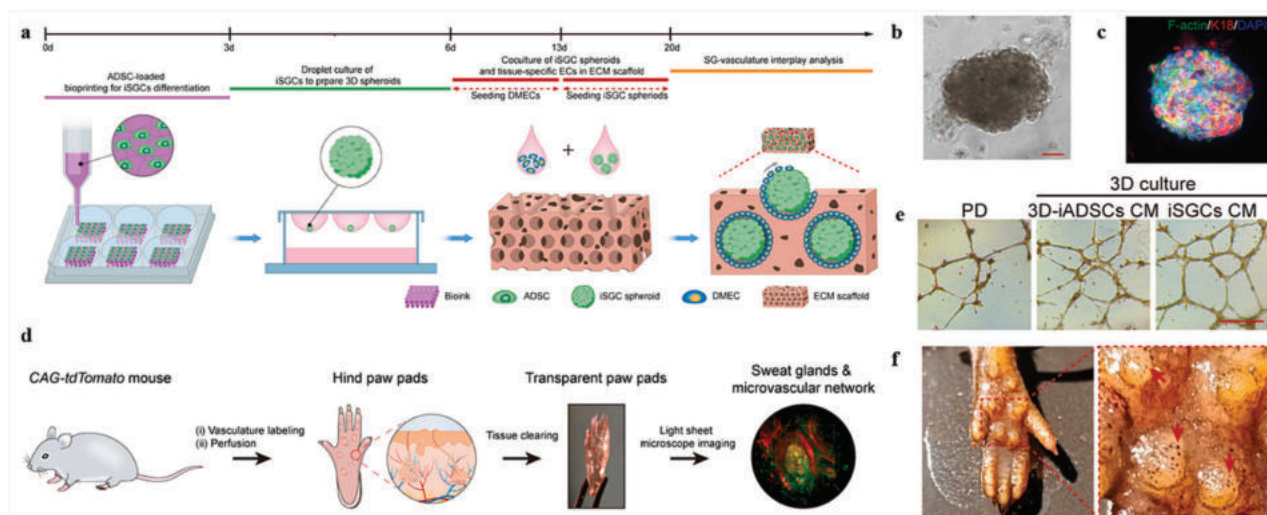 a
0d 3d 6d 13d 20d
ADSC-loaded
bioprinting for iSGCs differentiation
Droplet culture of
iSGCs to prpare 3D spheroids
Coculture of iSGC spheroids
and tissue-specific ECs in ECM scaffold
Seeding DMECs
Seeding iSGC spheriods
SG-vasculature interplay analysis
+
Bioink
ADSC
iSGC spheroid
DMEC
ECM scaffold
b
c
F-actin/K18/DAPI
d
CAG-tdTomato mouse
(i) Vasculature labeling
(ii) Perfusion
Hind paw pads
Tissue clearing
Transparent paw pads
Light sheet
microscope imaging
Sweat glands &
microvascular network
e
3D culture
PD
3D-iADSCs CM
iSGCs CM
f